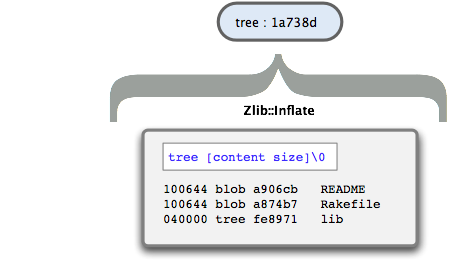 tree : 1a738d
Zlib::Inflate
tree [content size]\0
100644 blob a906cb   README
100644 blob a874b7   Rakefile
040000 tree fe8971   lib